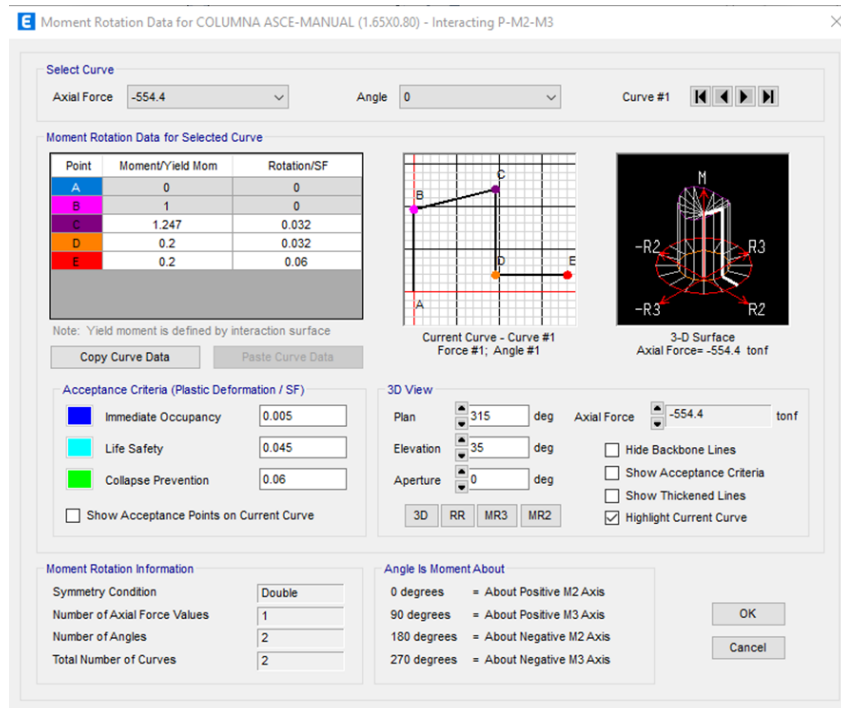 E Moment Rotation Data for COLUMNA ASCE-MANUAL (1.65X0.80) - Interacting P-M2-M3
Select Curve
Axial Force -554.4 Angle 0 Curve #1
Moment Rotation Data for Selected Curve
Point Moment/Yield Mom Rotation/SF
A 0 0
B 1 0
C 1.247 0.032
D 0.2 0.032
E 0.2 0.06
Note: Yield moment is defined by interaction surface
Copy Curve Data Paste Curve Data
C
B
D E
A
Current Curve - Curve #1
Force #1; Angle #1
M
-R2 R3
-R3 R2
3-D Surface
Axial Force= -554.4 tonf
Acceptance Criteria (Plastic Deformation / SF)
Immediate Occupancy 0.005
Life Safety 0.045
Collapse Prevention 0.06
Show Acceptance Points on Current Curve
3D View
Plan 315 deg Axial Force -554.4 tonf
Elevation 35 deg Hide Backbone Lines
Show Acceptance Criteria
Aperture 0 deg
Show Thickened Lines
3D RR MR3 MR2 Highlight Current Curve
Moment Rotation Information
Symmetry Condition Double
Number of Axial Force Values 1
Number of Angles 2
Total Number of Curves 2
Angle Is Moment About
0 degrees = About Positive M2 Axis
90 degrees = About Positive M3 Axis
180 degrees = About Negative M2 Axis
270 degrees = About Negative M3 Axis
OK
Cancel